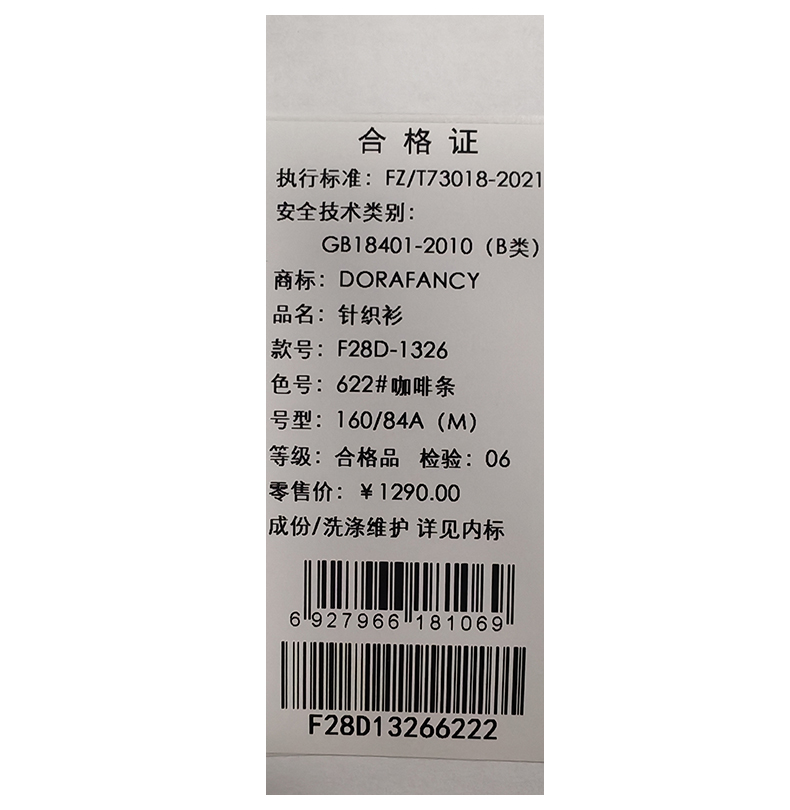 合格证
执行标准：FZ/T73018-2021
安全技术类别：
GB18401-2010（B类）
商标：DORAFANCY
品名：针织衫
款号：F28D-1326
色号：622#咖啡条
号型：160/84A（M）
等级：合格品 检验：06
零售价：￥1290.00
成份/洗涤维护 详见内标
6 927966 181069
F28D13266222